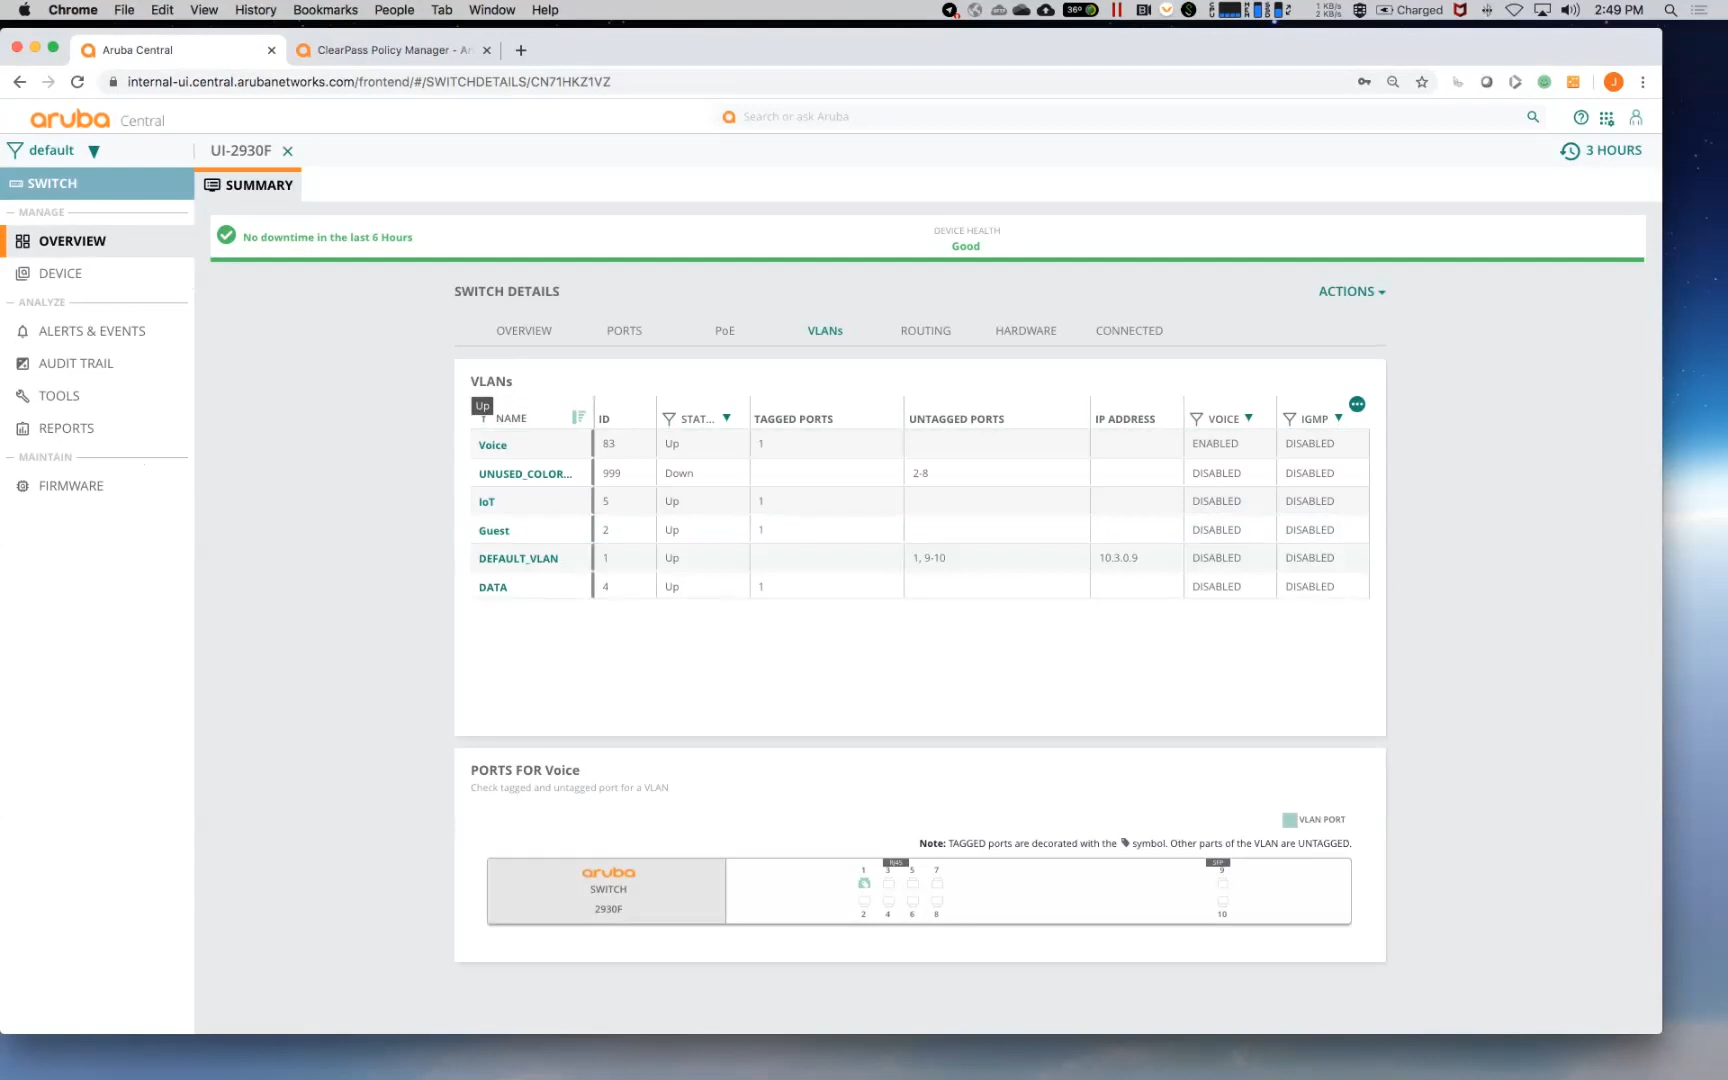 Chrome File Edit View History Bookmarks People Tab Window Help 36° 1 KB/s 2 KB/s Charged 2:49 PM
Aruba Central ClearPass Policy Manager - Ar
internal-ui.central.arubanetworks.com/frontend/#/SWITCHDETAILS/CN71HKZ1VZ J
aruba Central Search or ask Aruba
default UI-2930F 3 HOURS
SWITCH SUMMARY
MANAGE
OVERVIEW
DEVICE
ANALYZE
ALERTS & EVENTS
AUDIT TRAIL
TOOLS
REPORTS
MAINTAIN
FIRMWARE
No downtime in the last 6 Hours
DEVICE HEALTH
Good
SWITCH DETAILS ACTIONS
OVERVIEW PORTS PoE VLANs ROUTING HARDWARE CONNECTED
VLANs
Up
NAME ID STAT... TAGGED PORTS UNTAGGED PORTS IP ADDRESS VOICE IGMP
Voice 83 Up 1 ENABLED DISABLED
UNUSED_COLOR... 999 Down 2-8 DISABLED DISABLED
IoT 5 Up 1 DISABLED DISABLED
Guest 2 Up 1 DISABLED DISABLED
DEFAULT_VLAN 1 Up 1, 9-10 10.3.0.9 DISABLED DISABLED
DATA 4 Up 1 DISABLED DISABLED
PORTS FOR Voice
Check tagged and untagged port for a VLAN
VLAN PORT
Note: TAGGED ports are decorated with the symbol. Other parts of the VLAN are UNTAGGED.
aruba
SWITCH
2930F
RJ45 SFP
1 3 5 7 9
2 4 6 8 10